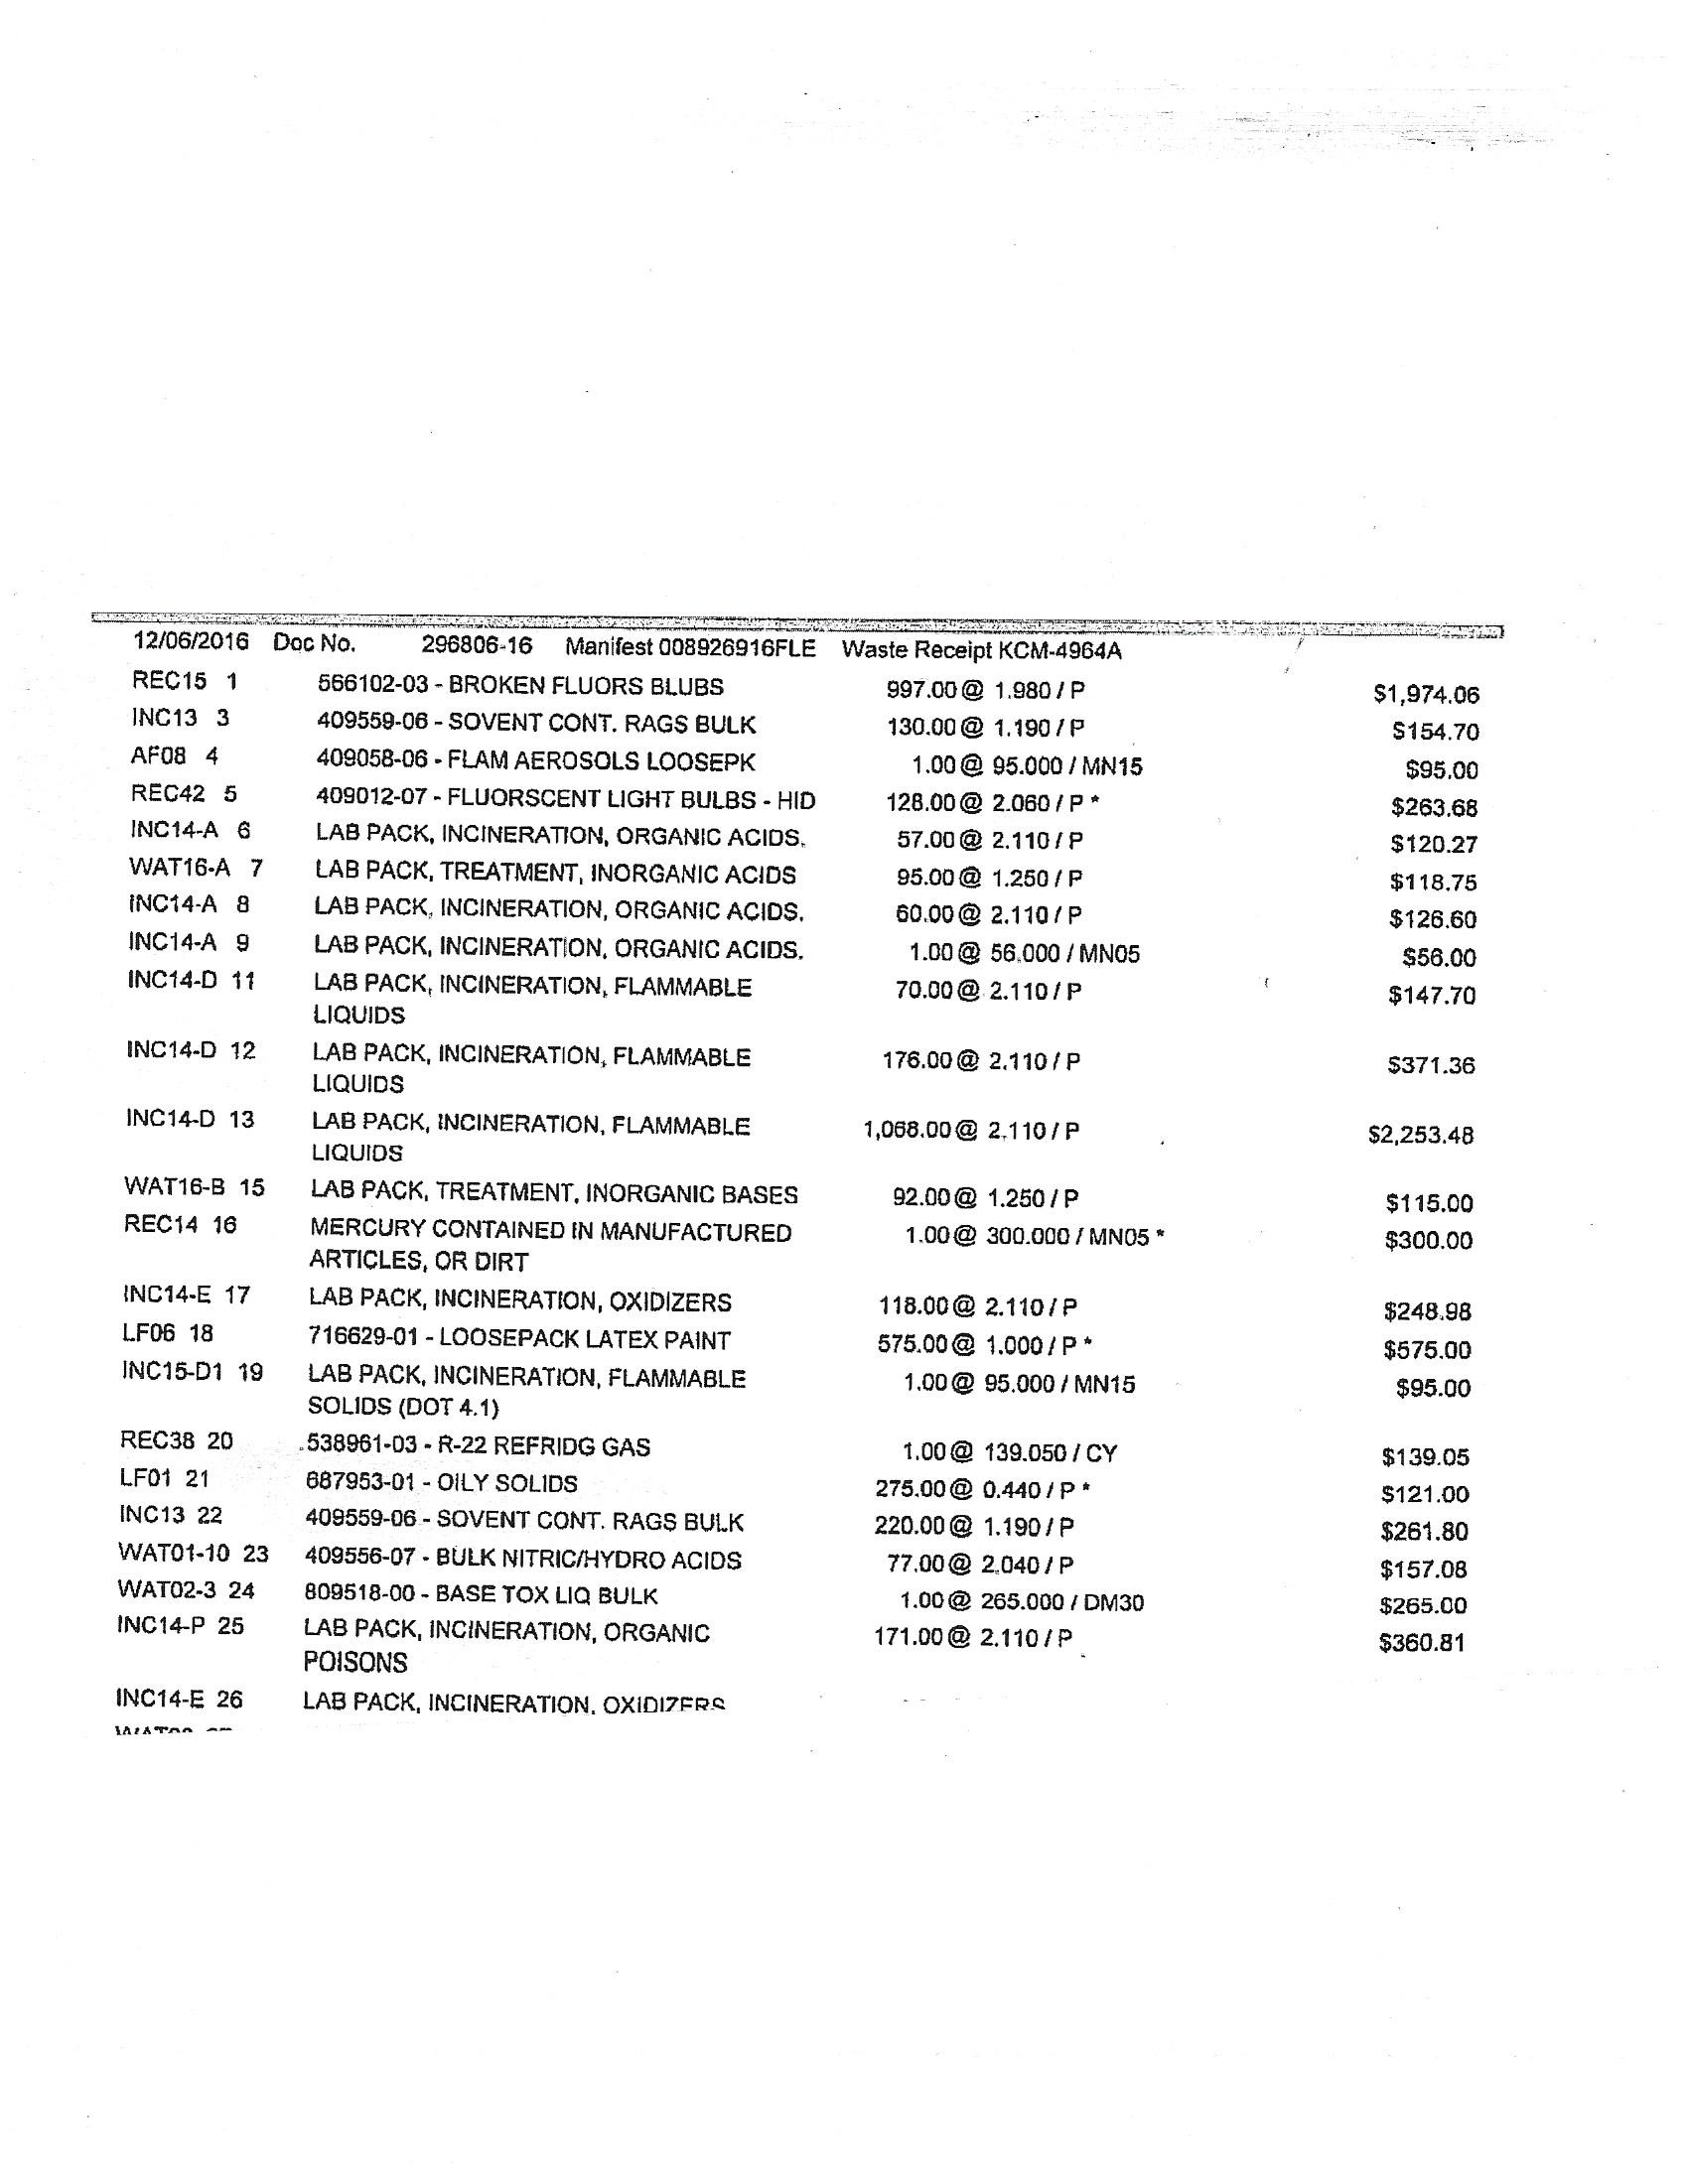 12/06/2016 Doc No. 296806-16 Manifest 008926916FLE Waste Receipt KCM-4964A
REC15 1 566102-03 - BROKEN FLUORS BLUBS 997.00@ 1.980 / P $1,974.06
INC13 3 409559-06 - SOVENT CONT. RAGS BULK 130.00@ 1.190 / P $154.70
AF08 4 409058-06 - FLAM AEROSOLS LOOSEPK 1.00@ 95.000 / MN15 $95.00
REC42 5 409012-07 - FLUORSCENT LIGHT BULBS - HID 128.00@ 2.060 / P * $263.68
INC14-A 6 LAB PACK, INCINERATION, ORGANIC ACIDS. 57.00@ 2.110 / P $120.27
WAT16-A 7 LAB PACK, TREATMENT, INORGANIC ACIDS 95.00@ 1.250 / P $118.75
INC14-A 8 LAB PACK, INCINERATION, ORGANIC ACIDS. 60.00@ 2.110 / P $126.60
INC14-A 9 LAB PACK, INCINERATION, ORGANIC ACIDS. 1.00@ 56.000 / MN05 $56.00
INC14-D 11 LAB PACK, INCINERATION, FLAMMABLE 70.00@ 2.110 / P $147.70
LIQUIDS
INC14-D 12 LAB PACK, INCINERATION, FLAMMABLE 176.00@ 2.110 / P $371.36
LIQUIDS
INC14-D 13 LAB PACK, INCINERATION, FLAMMABLE 1,068.00@ 2.110 / P $2,253.48
LIQUIDS
WAT16-B 15 LAB PACK, TREATMENT, INORGANIC BASES 92.00@ 1.250 / P $115.00
REC14 16 MERCURY CONTAINED IN MANUFACTURED 1.00@ 300.000 / MN05 * $300.00
ARTICLES, OR DIRT
INC14-E 17 LAB PACK, INCINERATION, OXIDIZERS 118.00@ 2.110 / P $248.98
LF06 18 716629-01 - LOOSEPACK LATEX PAINT 575.00@ 1.000 / P * $575.00
INC15-D1 19 LAB PACK, INCINERATION, FLAMMABLE 1.00@ 95.000 / MN15 $95.00
SOLIDS (DOT 4.1)
REC38 20 538961-03 - R-22 REFRIDG GAS 1.00@ 139.050 / CY $139.05
LF01 21 687953-01 - OILY SOLIDS 275.00@ 0.440 / P * $121.00
INC13 22 409559-06 - SOVENT CONT. RAGS BULK 220.00@ 1.190 / P $261.80
WAT01-10 23 409556-07 - BULK NITRIC/HYDRO ACIDS 77.00@ 2.040 / P $157.08
WAT02-3 24 809518-00 - BASE TOX LIQ BULK 1.00@ 265.000 / DM30 $265.00
INC14-P 25 LAB PACK, INCINERATION, ORGANIC 171.00@ 2.110 / P $360.81
POISONS
INC14-E 26 LAB PACK, INCINERATION, OXIDIZERS